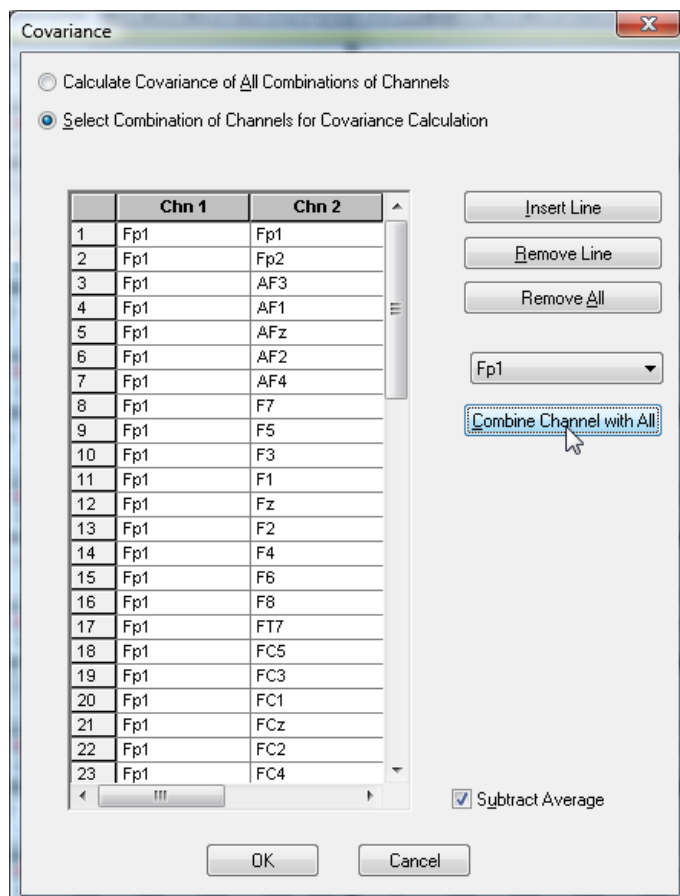 Covariance
Calculate Covariance of All Combinations of Channels
Select Combination of Channels for Covariance Calculation
Chn 1 Chn 2
1 Fp1 Fp1
2 Fp1 Fp2
3 Fp1 AF3
4 Fp1 AF1
5 Fp1 AFz
6 Fp1 AF2
7 Fp1 AF4
8 Fp1 F7
9 Fp1 F5
10 Fp1 F3
11 Fp1 F1
12 Fp1 Fz
13 Fp1 F2
14 Fp1 F4
15 Fp1 F6
16 Fp1 F8
17 Fp1 FT7
18 Fp1 FC5
19 Fp1 FC3
20 Fp1 FC1
21 Fp1 FCz
22 Fp1 FC2
23 Fp1 FC4
Insert Line
Remove Line
Remove All
Fp1
Combine Channel with All
Subtract Average
OK Cancel